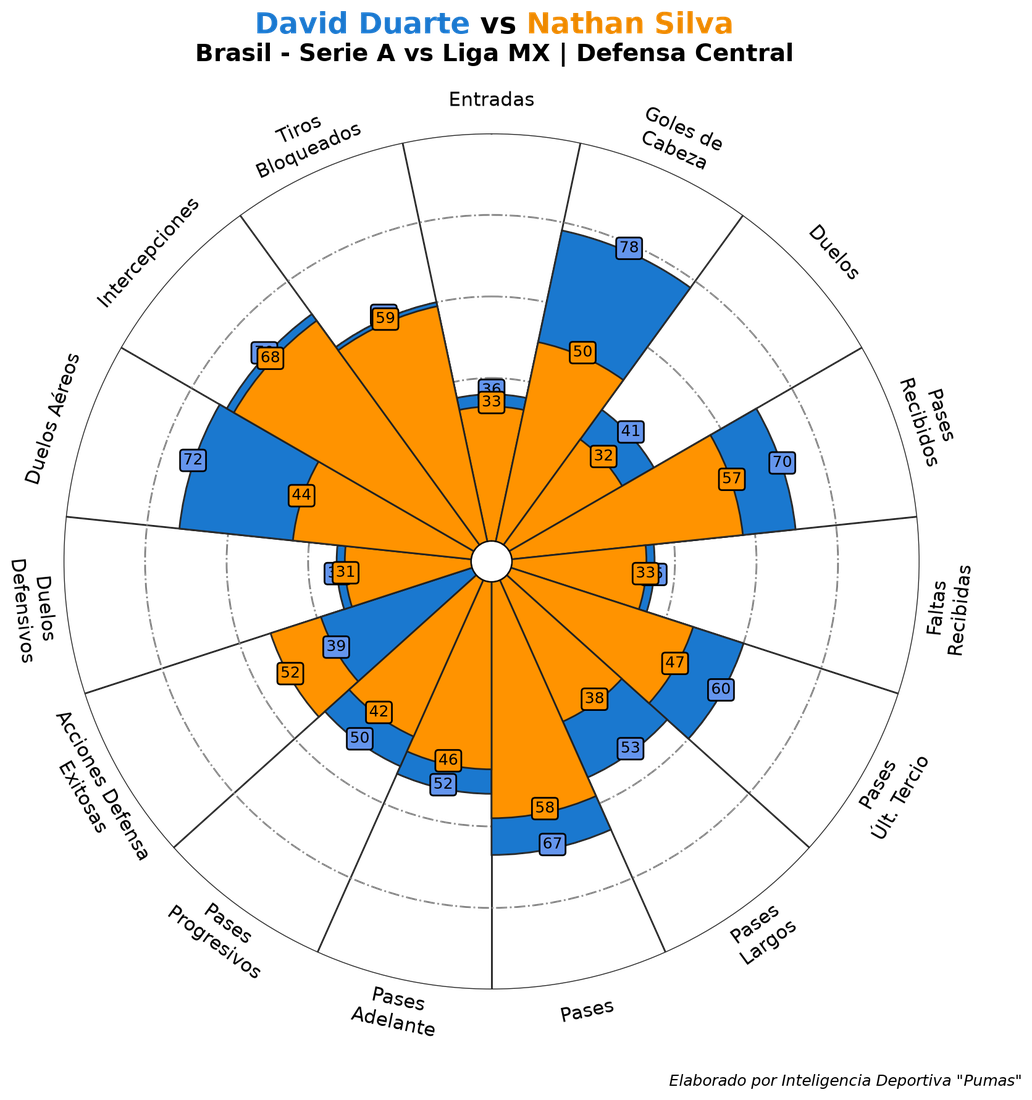 David Duarte vs Nathan Silva
Brasil - Serie A vs Liga MX | Defensa Central
Entradas
Goles de
Cabeza
Duelos
Pases
Recibidos
Faltas
Recibidas
Pases
Últ. Tercio
Pases
Largos
Pases
Pases
Adelante
Pases
Progresivos
Acciones Defensa
Exitosas
Duelos
Defensivos
Duelos Aéreos
Intercepciones
Tiros
Bloqueados
36
33
78
50
41
32
70
57
33
60
47
53
38
67
58
52
46
50
42
39
52
31
72
44
68
59
Elaborado por Inteligencia Deportiva "Pumas"